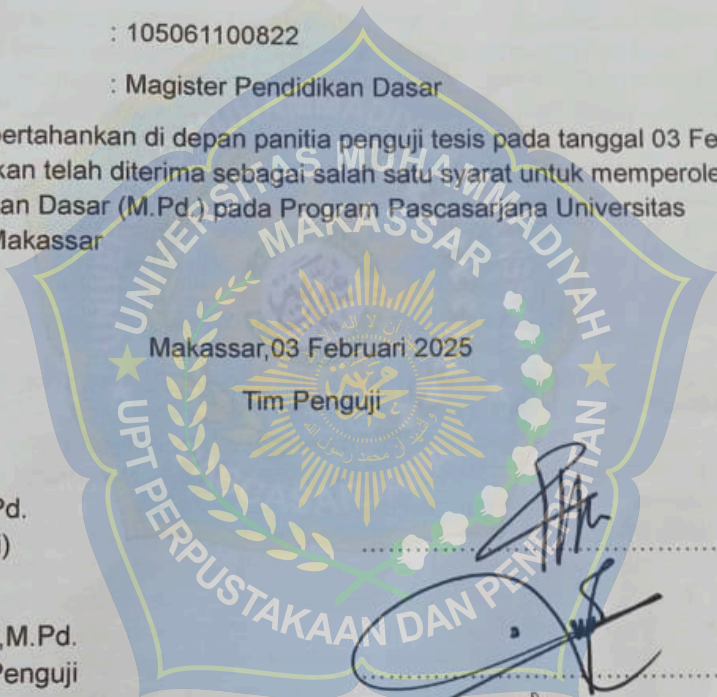 : 105061100822
: Magister Pendidikan Dasar
pertahankan di depan panitia penguji tesis pada tanggal 03 Fe
kan telah diterima sebagai salah satu syarat untuk memperole
an Dasar (M.Pd.) pada Program Pascasarjana Universitas
Makassar
UNIVERSITAS MUHAMMADIYAH
MAKASSAR
Makassar,03 Februari 2025
Tim Penguji
UPT PERPUSTAKAAN DAN PENERBITAN
Pd.
i)
,M.Pd.
Penguji